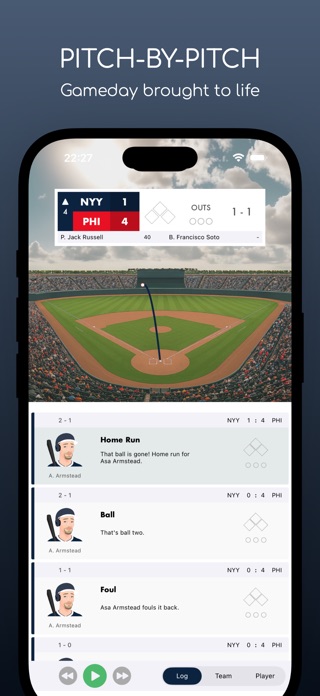 PITCH-BY-PITCH
Gameday brought to life
22:27
NYY 1
4
PHI 4
OUTS
1 - 1
P. Jack Russell 40 B. Francisco Soto -
2 - 1 NYY 1 : 4 PHI
Home Run
That ball is gone! Home run for
Asa Armstead.
A. Armstead
2 - 1 NYY 0 : 4 PHI
Ball
That's ball two.
A. Armstead
1 - 1 NYY 0 : 4 PHI
Foul
Asa Armstead fouls it back.
A. Armstead
1 - 0 NYY 0 : 4 PHI
Log Team Player